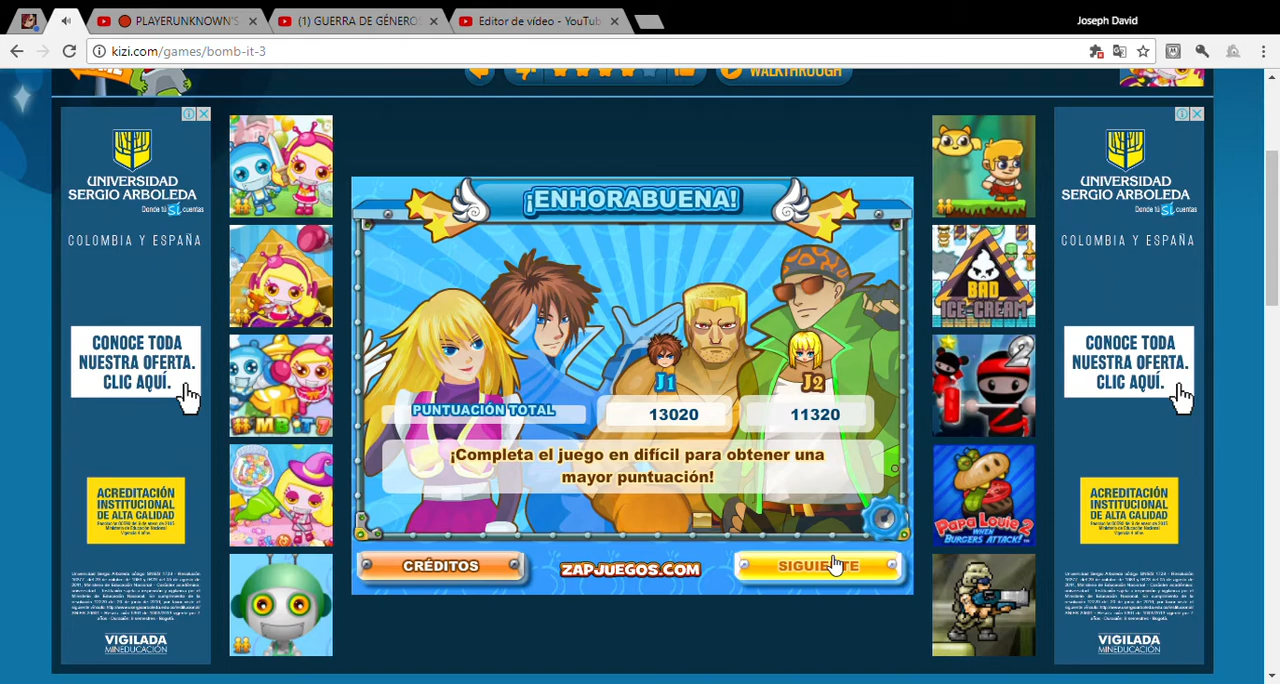 PLAYERUNKNOWN'S
(1) GUERRA DE GÉNEROS
Editor de vídeo - YouTub
Joseph David
kizi.com/games/bomb-it-3
WALKTHROUGH
UNIVERSIDAD
SERGIO ARBOLEDA
Donde tú Sí cuentas
COLOMBIA Y ESPAÑA
CONOCE TODA
NUESTRA OFERTA.
CLIC AQUÍ.
ACREDITACIÓN
INSTITUCIONAL
DE ALTA CALIDAD
VIGILADA
MINEDUCACIÓN
¡ENHORABUENA!
J1
J2
PUNTUACIÓN TOTAL
13020
11320
¡Completa el juego en difícil para obtener una
mayor puntuación!
CRÉDITOS
ZAPJUEGOS.COM
SIGUIENTE
BAD
ICE-CREAM
2
Papa Louie 2
WHEN
BURGERS ATTACK!
UNIVERSIDAD
SERGIO ARBOLEDA
Donde tú Sí cuentas
COLOMBIA Y ESPAÑA
CONOCE TODA
NUESTRA OFERTA.
CLIC AQUÍ.
ACREDITACIÓN
INSTITUCIONAL
DE ALTA CALIDAD
VIGILADA
MINEDUCACIÓN